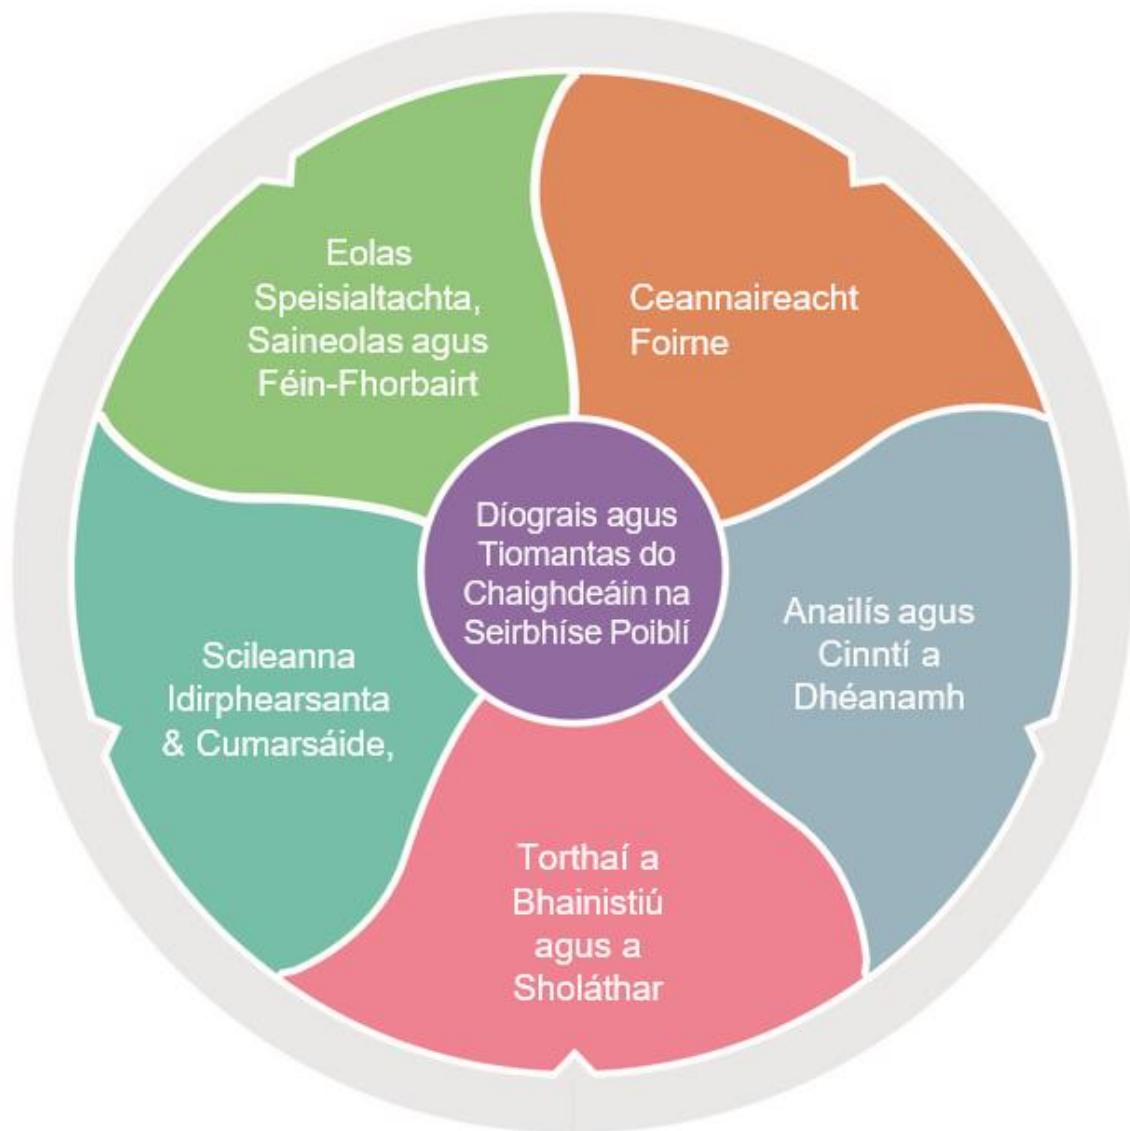 Eolas
Speisialtachta,
Saineolas agus
Féin-Fhorbairt
Ceannaireacht
Foirne
Díograis agus
Tiomantas do
Chaighdeáin na
Seirbhíse Poiblí
Anailís agus
Cinntí a
Dhéanamh
Scileanna
Idirphearsanta
& Cumarsáide,
Torthaí a
Bhainistiú
agus a
Sholáthar